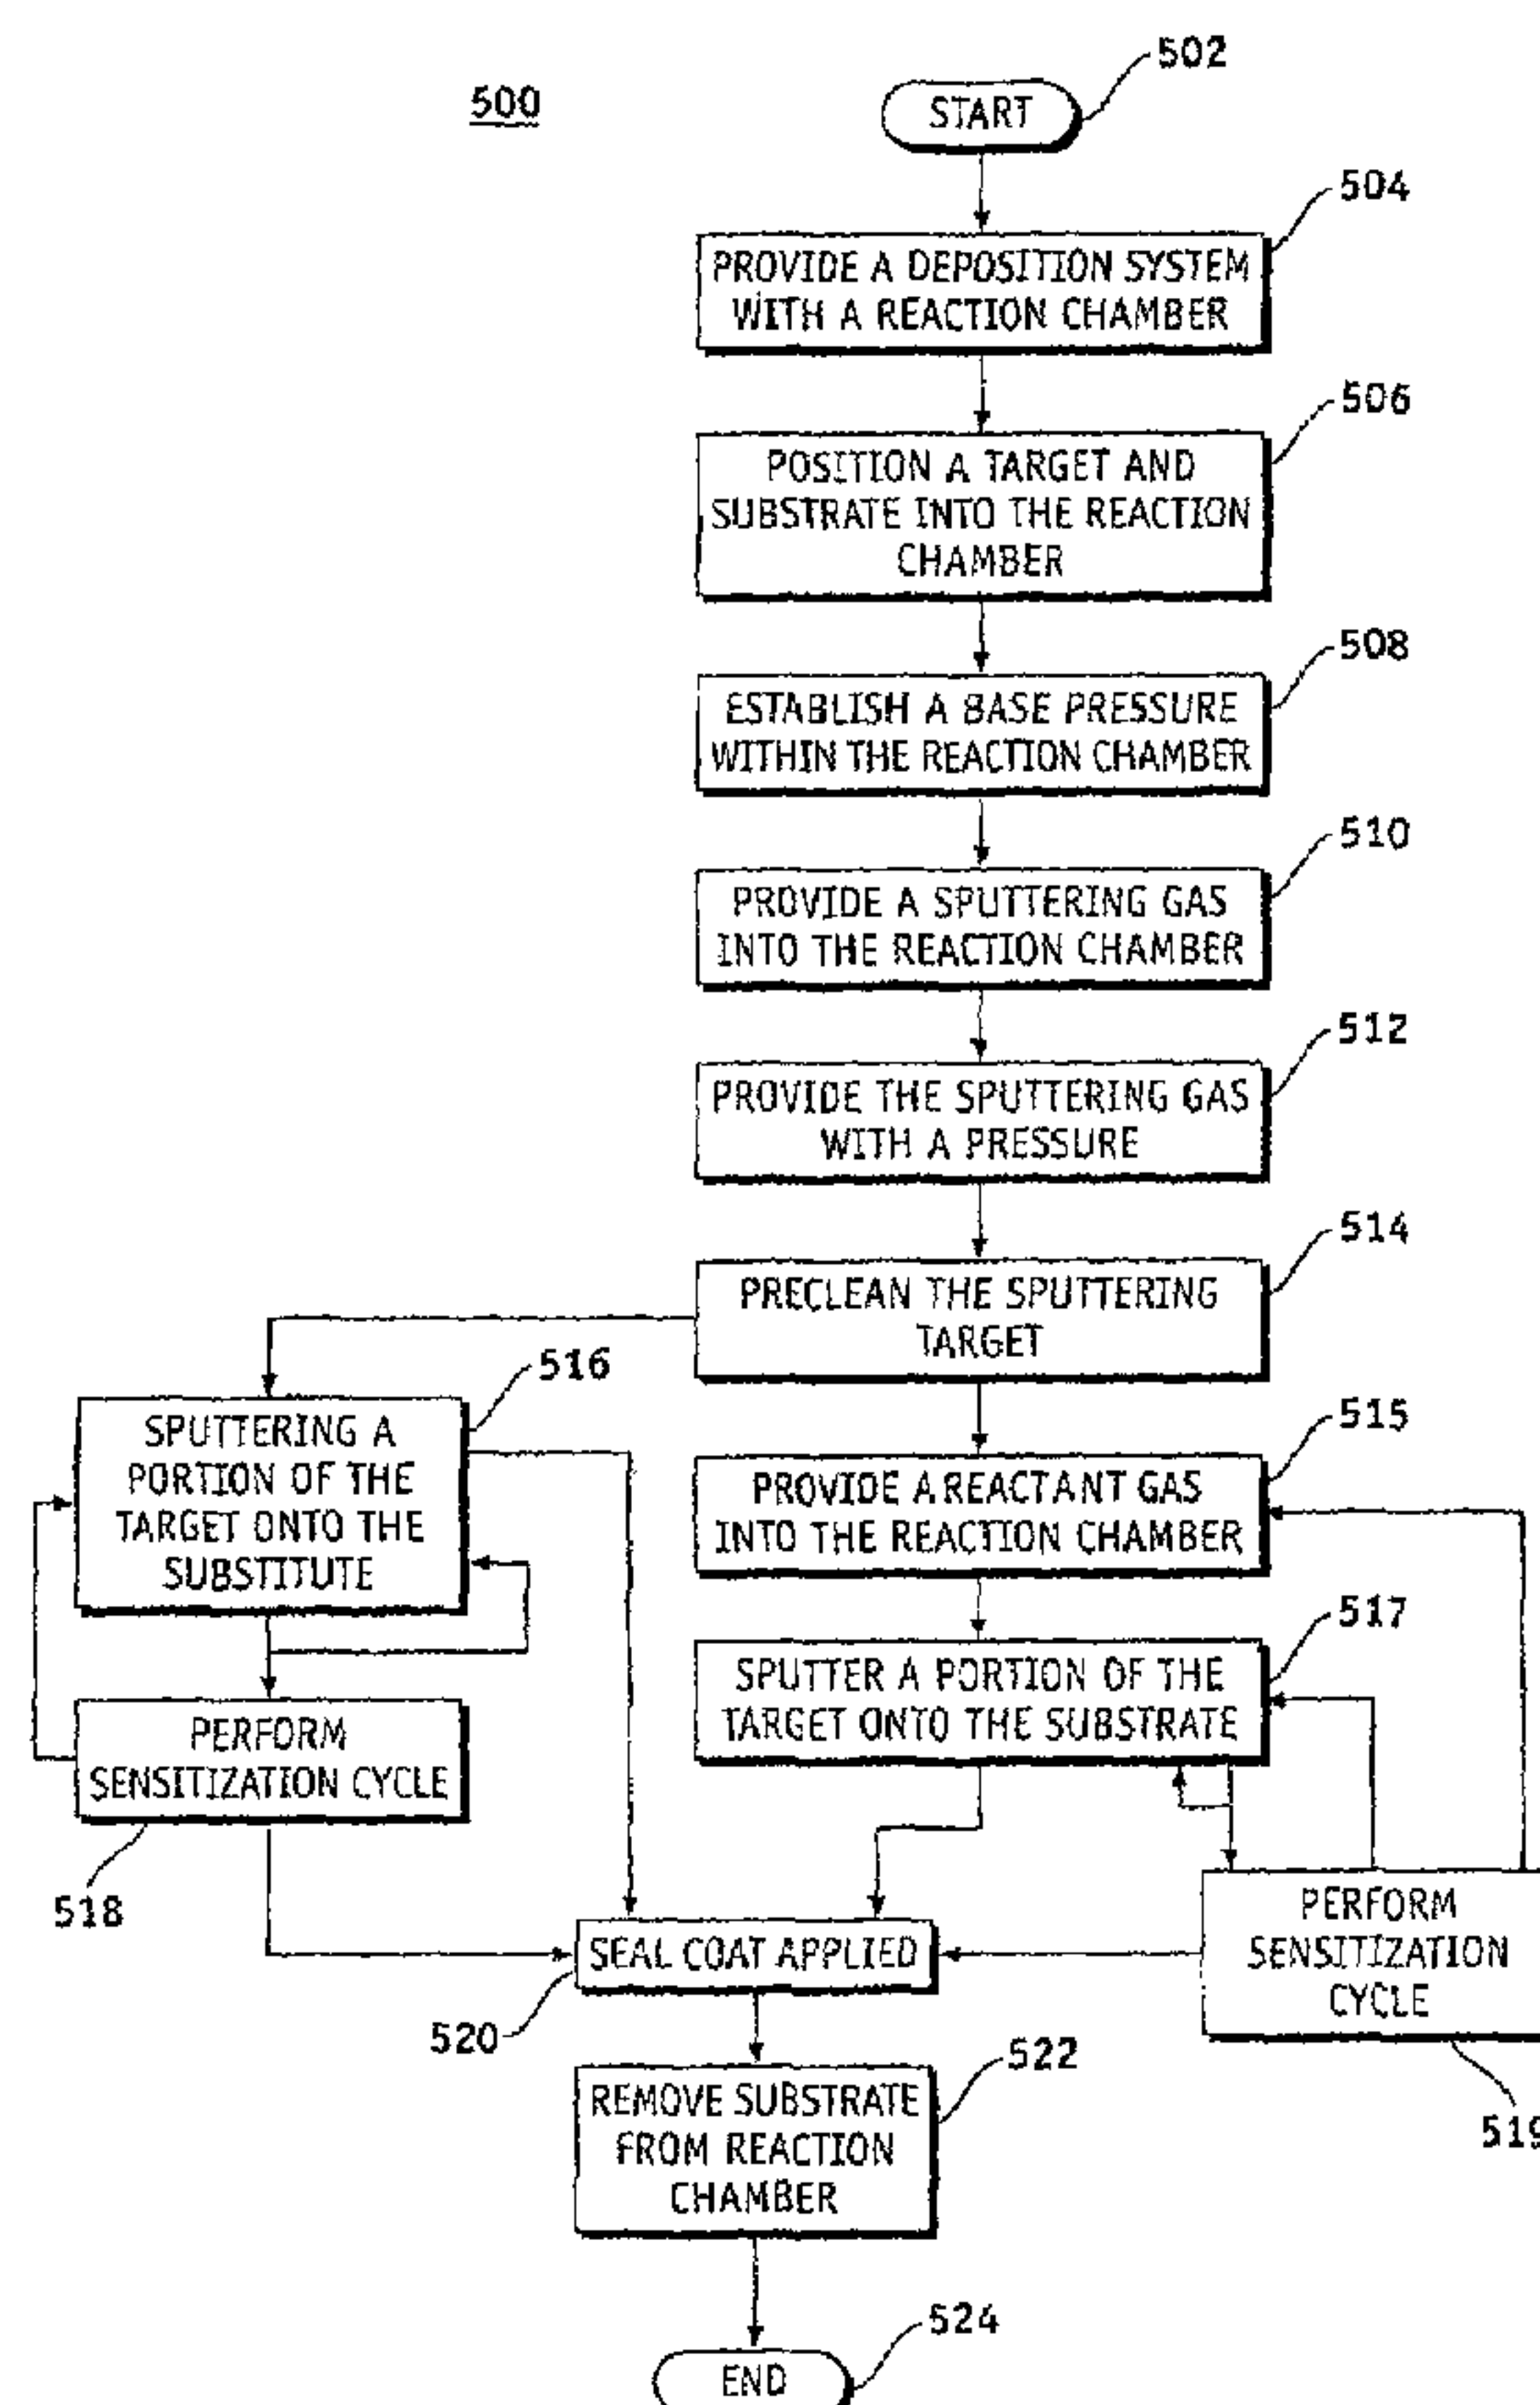 500
502
START
504
PROVIDE A DEPOSITION SYSTEM
WITH A REACTION CHAMBER
506
POSITION A TARGET AND
SUBSTRATE INTO THE REACTION
CHAMBER
508
ESTABLISH A BASE PRESSURE
WITHIN THE REACTION CHAMBER
510
PROVIDE A SPUTTERING GAS
INTO THE REACTION CHAMBER
512
PROVIDE THE SPUTTERING GAS
WITH A PRESSURE
514
PRECLEAN THE SPUTTERING
TARGET
516
SPUTTERING A
PORTION OF THE
TARGET ONTO THE
SUBSTITUTE
515
PROVIDE A REACTANT GAS
INTO THE REACTION CHAMBER
517
SPUTTER A PORTION OF THE
TARGET ONTO THE SUBSTRATE
PERFORM
SENSITIZATION CYCLE
518
PERFORM
SENSITIZATION
CYCLE
519
SEAL COAT APPLIED
520
522
REMOVE SUBSTRATE
FROM REACTION
CHAMBER
524
END